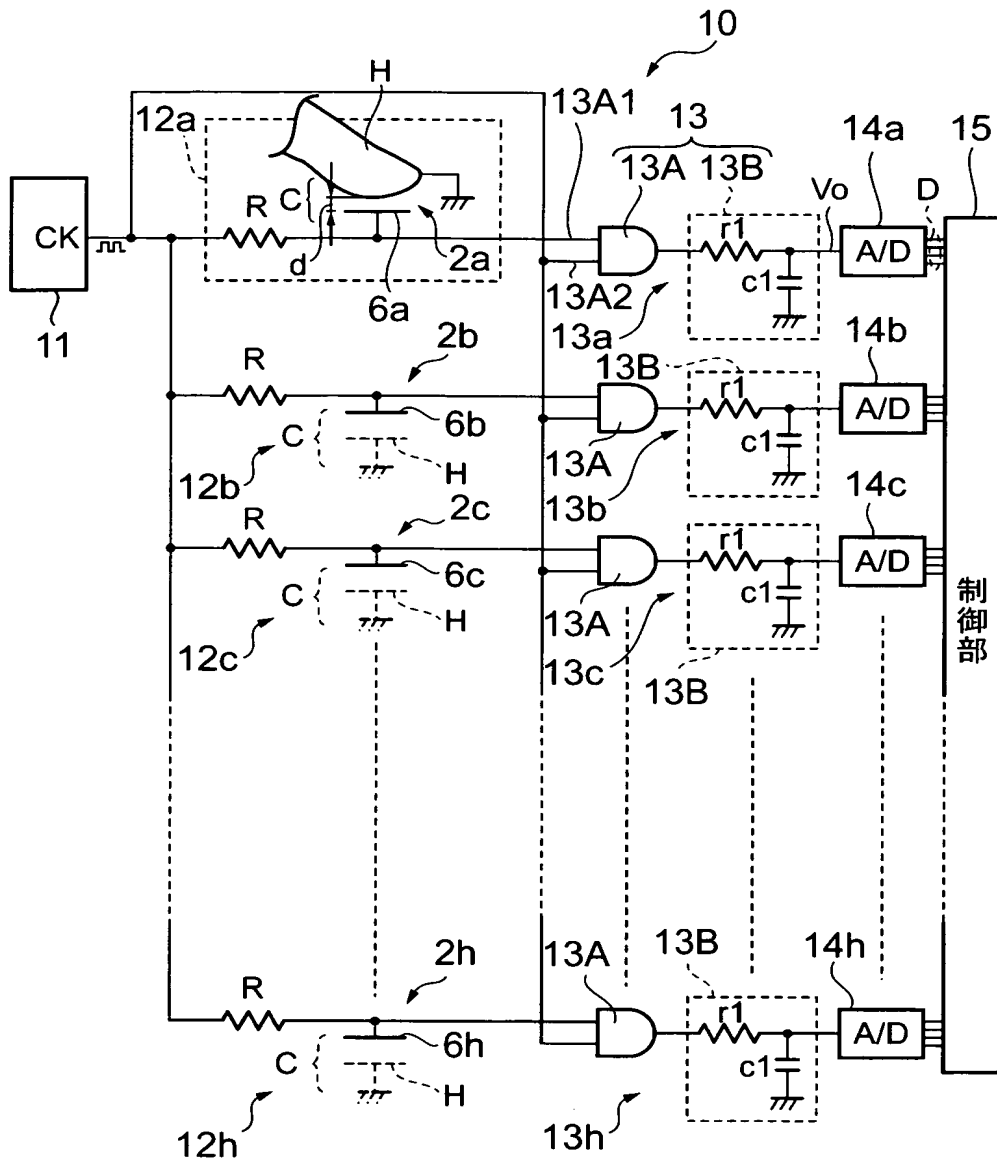 10
H
13A1
13
12a
13A
13B
14a
15
C
r1
Vo
D
CK
R
A/D
d
2a
c1
13A2
6a
13a
11
2b
13B
14b
R
r1
A/D
C
6b
c1
13A
H
12b
2c
13b
14c
R
r1
A/D
6c
c1
C
H
13A
制御部
12c
13c
13B
2h
13A
13B
14h
R
r1
A/D
6h
c1
C
H
12h
13h